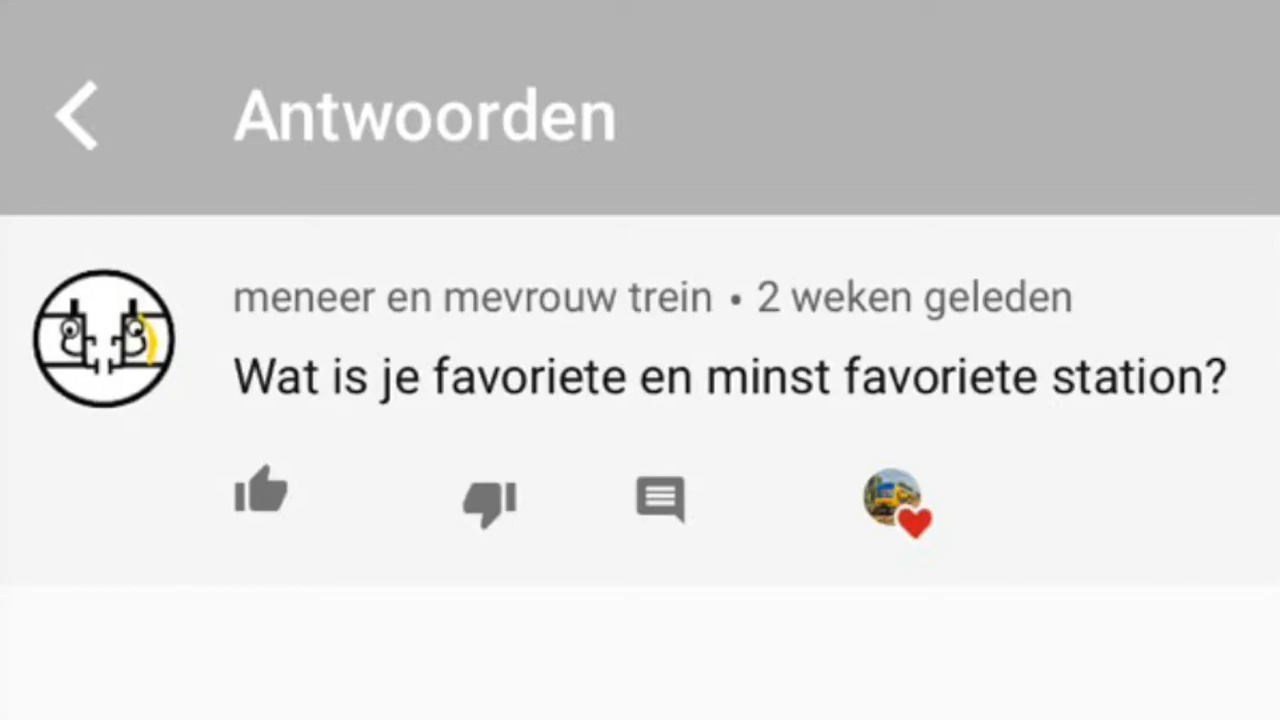 Antwoorden
meneer en mevrouw trein • 2 weken geleden
Wat is je favoriete en minst favoriete station?